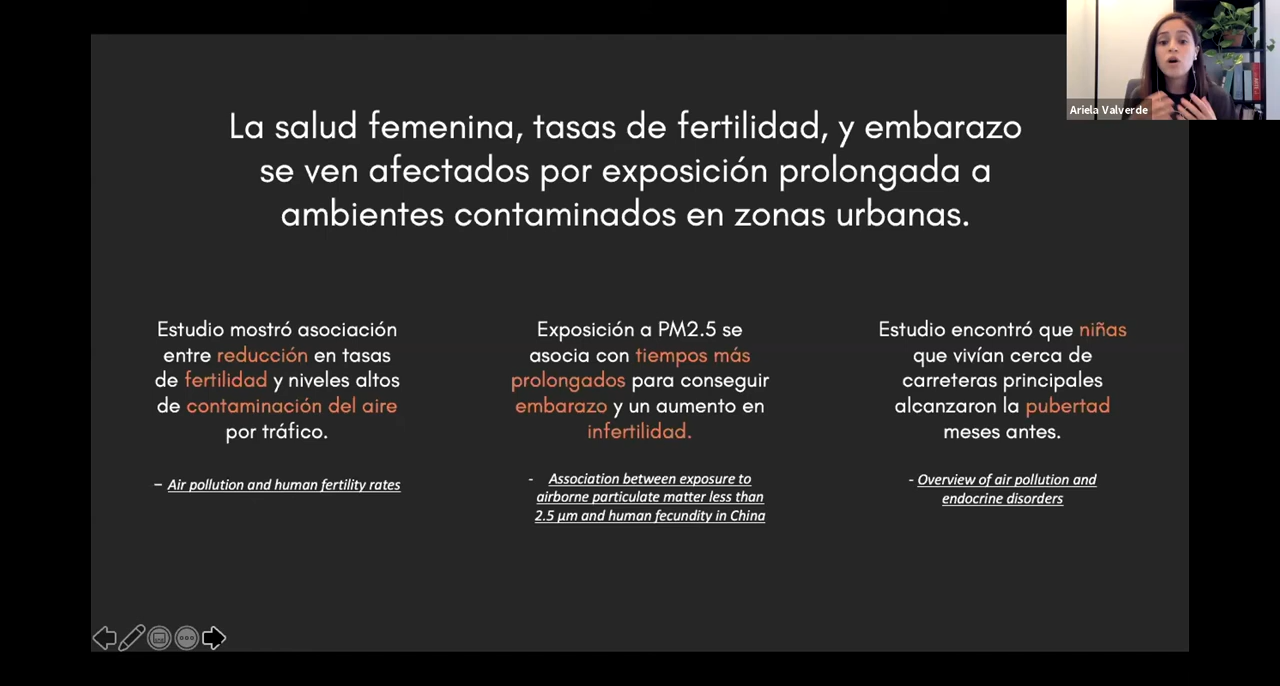 La salud femenina, tasas de fertilidad, y embarazo
se ven afectados por exposición prolongada a
ambientes contaminados en zonas urbanas.
Ariela Valverde
Estudio mostró asociación
entre reducción en tasas
de fertilidad y niveles altos
de contaminación del aire
por tráfico.
– Air pollution and human fertility rates
Exposición a PM2.5 se
asocia con tiempos más
prolongados para conseguir
embarazo y un aumento en
infertilidad.
- Association between exposure to
airborne particulate matter less than
2.5 µm and human fecundity in China
Estudio encontró que niñas
que vivían cerca de
carreteras principales
alcanzaron la pubertad
meses antes.
- Overview of air pollution and
endocrine disorders